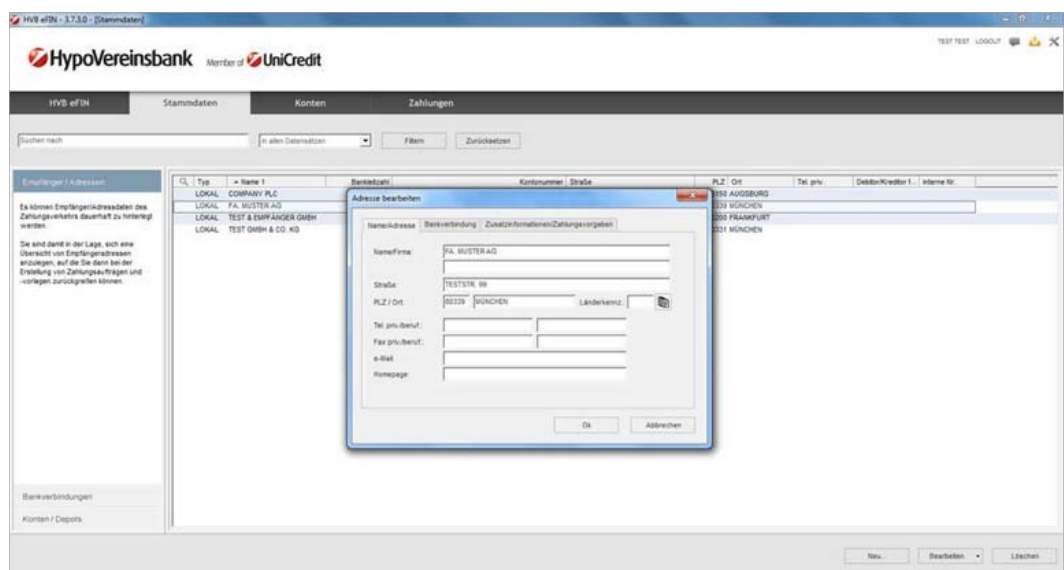 HVB eFIN - 3.7.3.0 - [Stammdaten]
HypoVereinsbank Member of UniCredit
TEST TEST LOGOUT
HVB eFIN Stammdaten Konten Zahlungen
Suchen nach in allen Datensätzen Filtern Zurücksetzen
Empfänger / Adressen
Es können Empfänger/Adressdaten des
Zahlungsverkehrs dauerhaft zu hinterlegt
werden.
Sie sind damit in der Lage, sich eine
Übersicht von Empfängeradressen
anzulegen, auf die Sie dann bei der
Erstellung von Zahlungsaufträgen und
-vorlagen zurückgreifen können.
Bankverbindungen
Konten / Depots
Typ Name 1 Bankleitzahl Kontonummer Straße PLZ Ort Tel. priv. Debitor/Kreditor I... Interne Nr.
LOKAL COMPANY PLC AUGSBURG
LOKAL FA. MUSTER AG MÜNCHEN
LOKAL TEST & EMPFÄNGER GMBH FRANKFURT
LOKAL TEST GMBH & CO. KG MÜNCHEN
Adresse bearbeiten
Name/Adresse Bankverbindung Zusatzinformationen/Zahlungsvorgaben
Name/Firma: FA. MUSTER AG
Straße: TESTSTR. 99
PLZ / Ort: MÜNCHEN Länderkennz.:
Tel. priv./beruf.:
Fax priv./beruf.:
e-Mail:
Homepage:
Ok Abbrechen
Neu... Bearbeiten Löschen